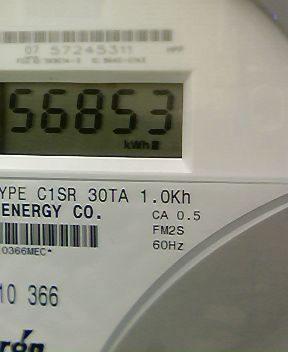 07 57245311
56853
kWh
YPE C1SR 30TA 1.0Kh
ENERGY CO.
CA 0.5
FM2S
60Hz
0366MEC*
10 366
rón